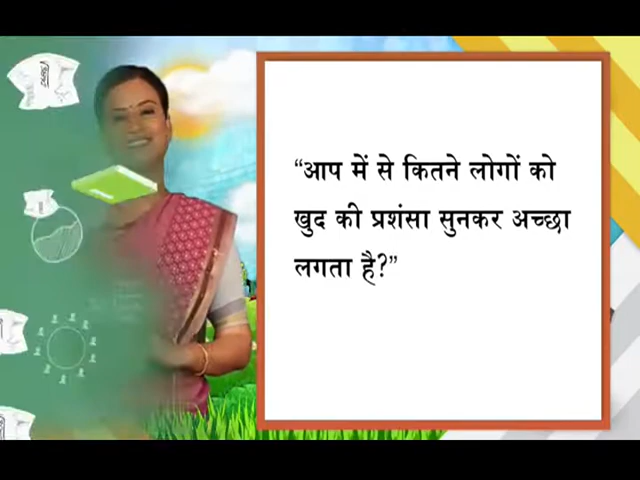 “आप में से कितने लोगों को
खुद की प्रशंसा सुनकर अच्छा
लगता है?”